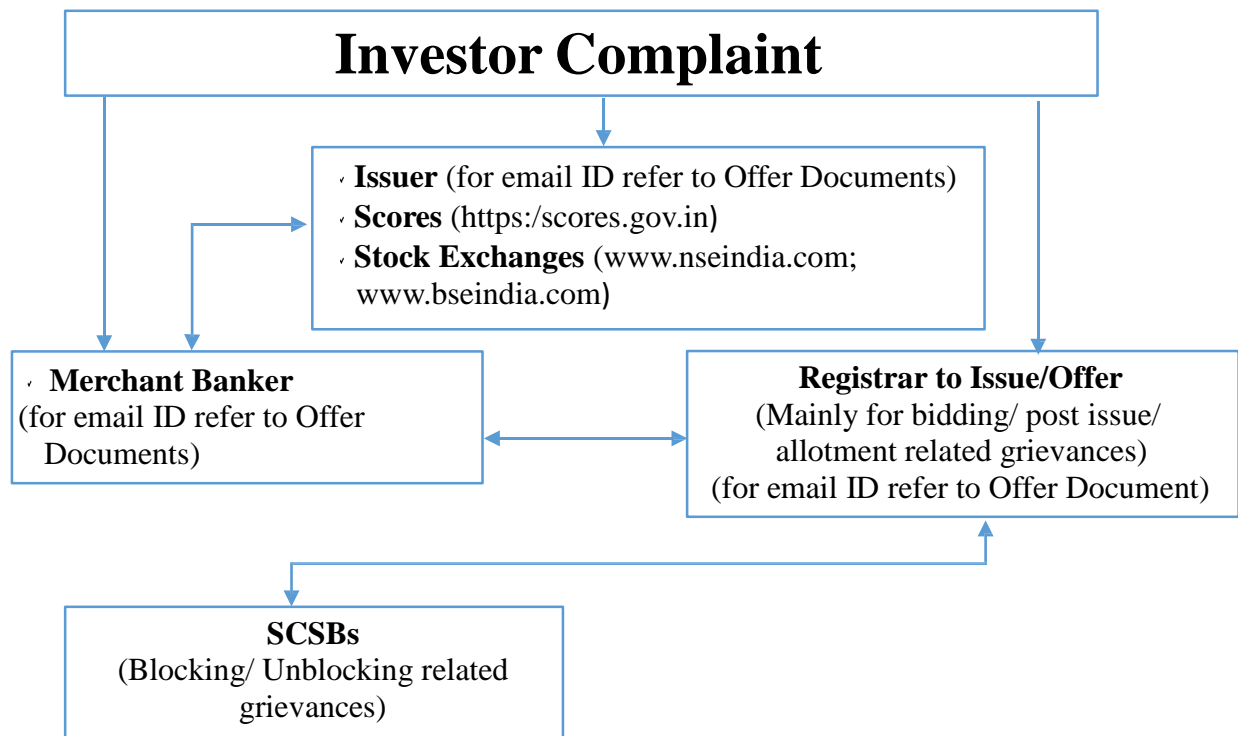 Investor Complaint
✓ Issuer (for email ID refer to Offer Documents)
✓ Scores (https:/scores.gov.in)
✓ Stock Exchanges (www.nseindia.com;
www.bseindia.com)
✓ Merchant Banker
(for email ID refer to Offer
Documents)
Registrar to Issue/Offer
(Mainly for bidding/ post issue/
allotment related grievances)
(for email ID refer to Offer Document)
SCSBs
(Blocking/ Unblocking related
grievances)